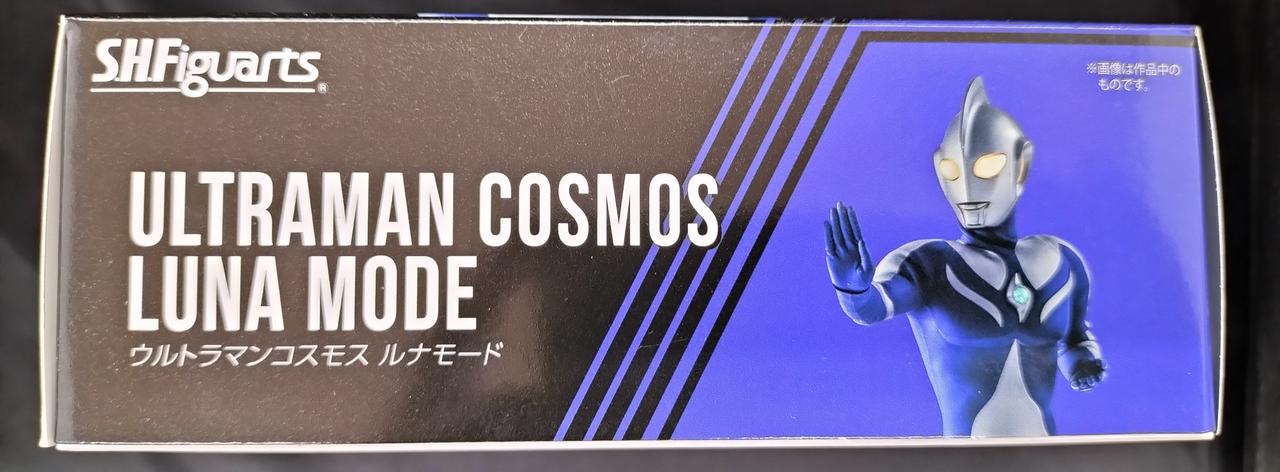 S.H.Figuarts®
※画像は作品中の
ものです。
ULTRAMAN COSMOS
LUNA MODE
ウルトラマンコスモス ルナモード